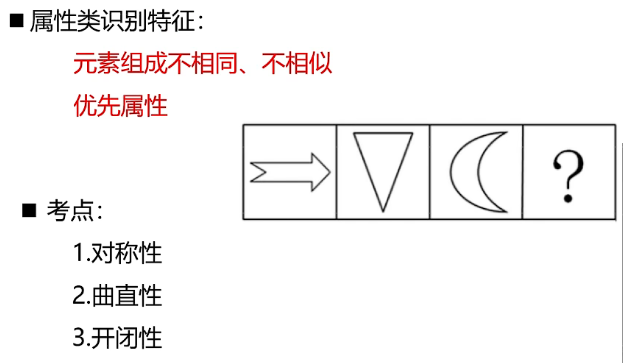 ■属性类识别特征：
元素组成不相同、不相似
优先属性
?
■ 考点：
1.对称性
2.曲直性
3.开闭性